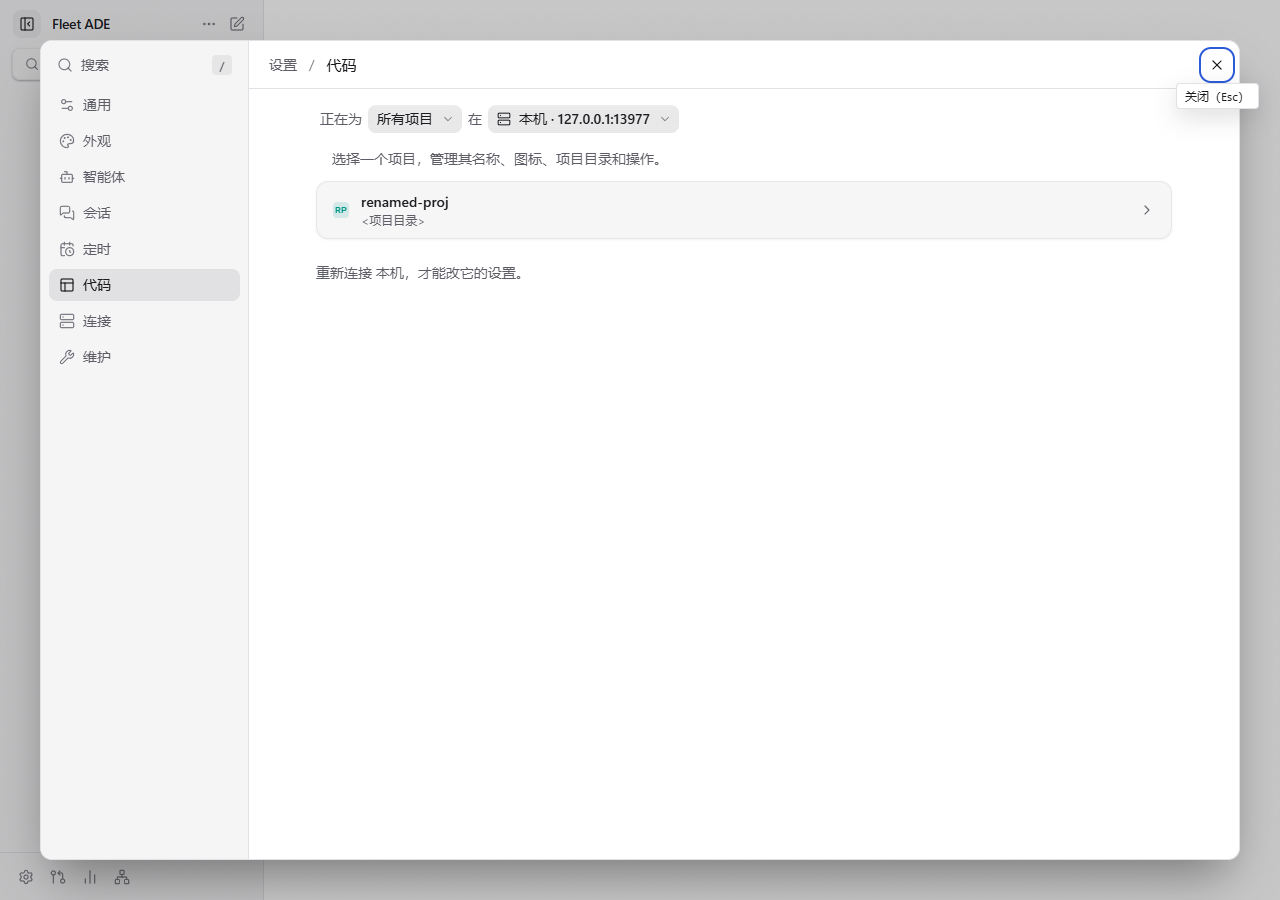 Fleet ADE
搜索
/
通用
外观
智能体
会话
定时
代码
连接
维护
设置 / 代码
关闭（Esc）
正在为 所有项目 在 本机 · 127.0.0.1:13977
选择一个项目，管理其名称、图标、项目目录和操作。
RP
renamed-proj
<项目目录>
重新连接 本机，才能改它的设置。